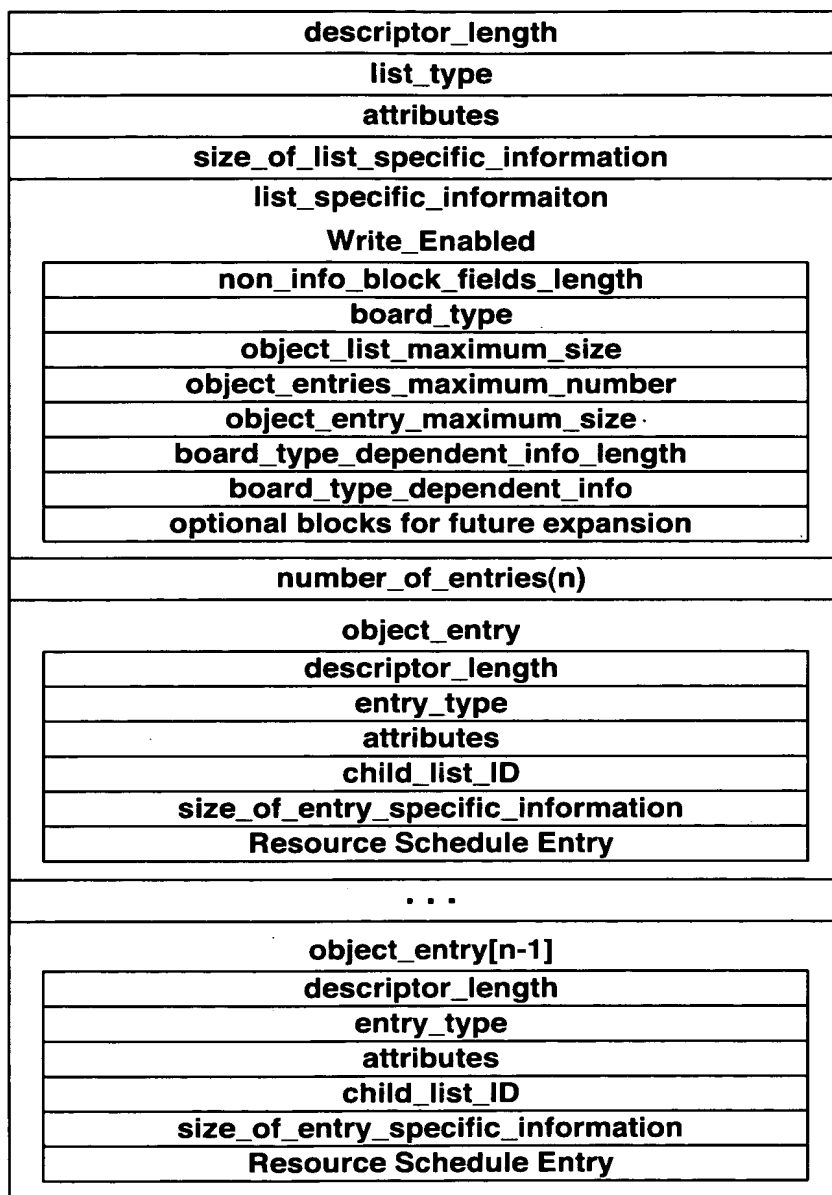 descriptor_length
list_type
attributes
size_of_list_specific_information
list_specific_informaiton
Write_Enabled
non_info_block_fields_length
board_type
object_list_maximum_size
object_entries_maximum_number
object_entry_maximum_size
board_type_dependent_info_length
board_type_dependent_info
optional blocks for future expansion
number_of_entries(n)
object_entry
descriptor_length
entry_type
attributes
child_list_ID
size_of_entry_specific_information
Resource Schedule Entry
. . .
object_entry[n-1]
descriptor_length
entry_type
attributes
child_list_ID
size_of_entry_specific_information
Resource Schedule Entry